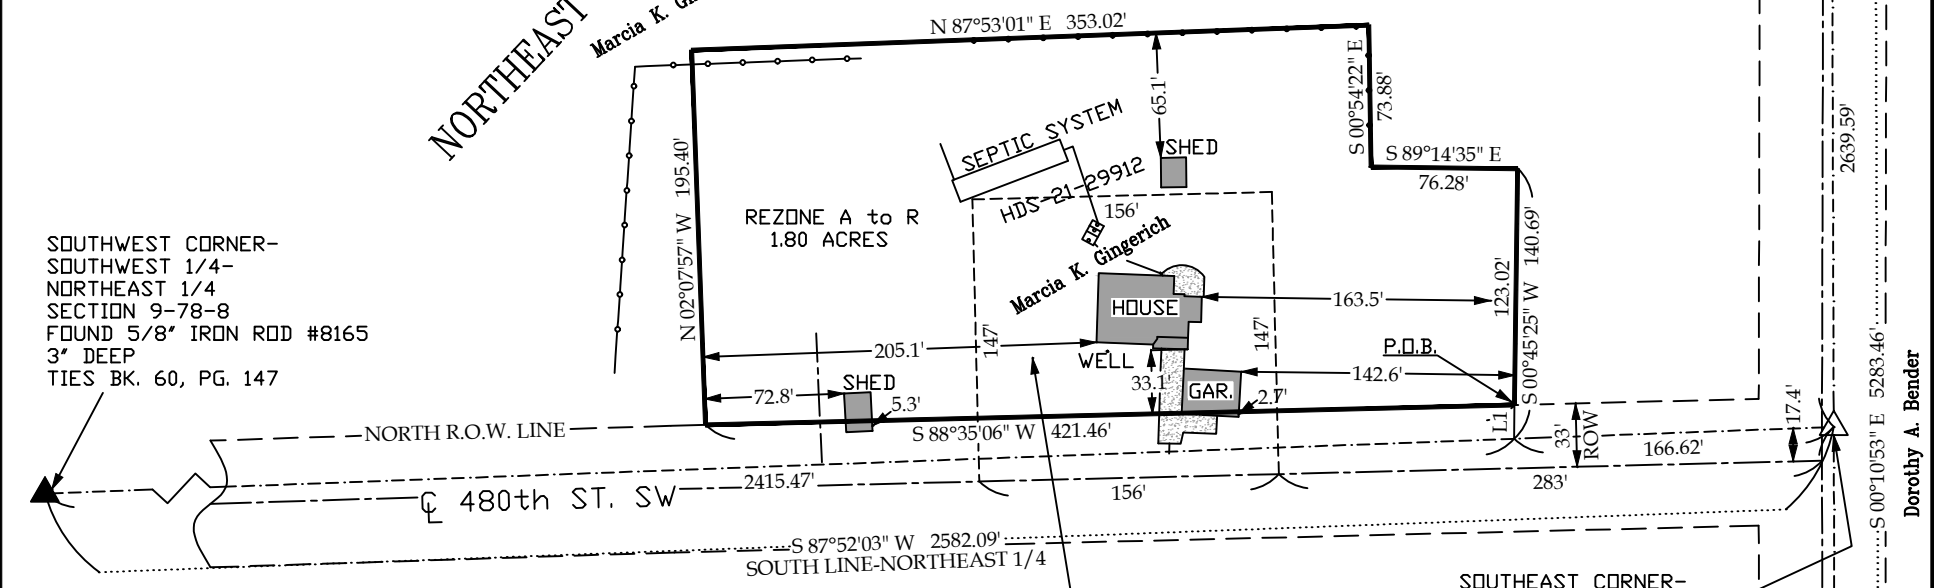 NORTHEAST
Marcia K.
N 87°53'01" E 353.02'
S 00°54'22" E
73.88'
65.1'
SHED
S 89°14'35" E
76.28'
SEPTIC SYSTEM
HDS-21-29912
156'
Marcia K. Gingerich
REZONE A to R
1.80 ACRES
N 02°07'57" W 195.40'
SOUTHWEST CORNER-
SOUTHWEST 1/4-
NORTHEAST 1/4
SECTION 9-78-8
FOUND 5/8" IRON ROD #8165
3" DEEP
TIES BK. 60, PG. 147
HOUSE
163.5'
123.02'
S 00°45'25" W 140.69'
147'
147'
205.1'
WELL
P.O.B.
33.1'
GAR.
142.6'
2.7'
72.8'
SHED
5.3'
NORTH R.O.W. LINE
S 88°35'06" W 421.46'
L1
33'
ROW
166.62'
17.4'
2639.59'
S 00°10'53" E 5283.46'
Dorothy A. Bender
℄ 480th ST. SW
2415.47'
156'
283'
S 87°52'03" W 2582.09'
SOUTH LINE-NORTHEAST 1/4
SOUTHEAST CORNER-